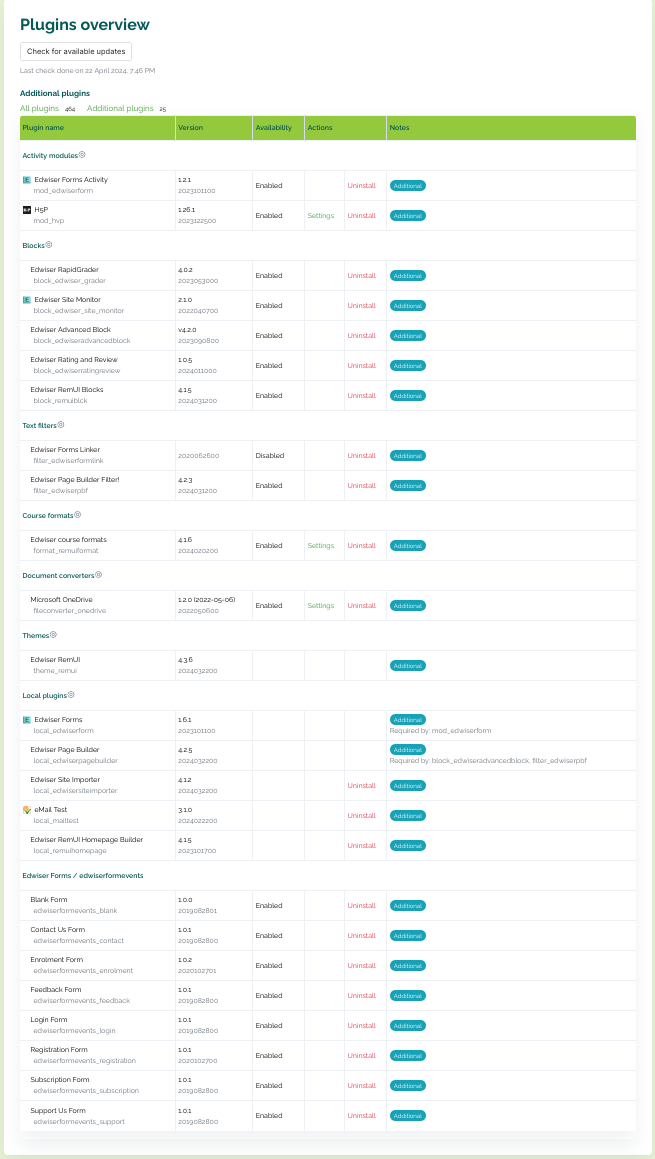 Plugins overview
Check for available updates
Last check done on 22 April 2024, 7:46 PM
Additional plugins
All plugins 464 Additional plugins 25
Plugin name Version Availability Actions Notes
Activity modules
Edwiser Forms Activity 1.2.1 Enabled Uninstall Additional
mod_edwiserform 2023101100
H5P 1.26.1 Enabled Settings Uninstall Additional
mod_hvp 2023122500
Blocks
Edwiser RapidGrader 4.0.2 Enabled Uninstall Additional
block_edwiser_grader 2023053000
Edwiser Site Monitor 2.1.0 Enabled Uninstall Additional
block_edwiser_site_monitor 2022040700
Edwiser Advanced Block v4.2.0 Enabled Uninstall Additional
block_edwiseradvancedblock 2023090800
Edwiser Rating and Review 1.0.5 Enabled Uninstall Additional
block_edwiserratingreview 2024011000
Edwiser RemUI Blocks 4.1.5 Enabled Uninstall Additional
block_remuiblck 2024031200
Text filters
Edwiser Forms Linker Disabled Uninstall Additional
filter_edwiserformlink 2020062600
Edwiser Page Builder Filter! 4.2.3 Enabled Uninstall Additional
filter_edwiserpbf 2024031200
Course formats
Edwiser course formats 4.1.6 Enabled Settings Uninstall Additional
format_remuiformat 2024020200
Document converters
Microsoft OneDrive 1.2.0 (2022-05-06) Enabled Settings Uninstall Additional
fileconverter_onedrive 2022050600
Themes
Edwiser RemUI 4.3.6 Additional
theme_remui 2024032200
Local plugins
Edwiser Forms 1.6.1 Additional
local_edwiserform 2023101100 Required by: mod_edwiserform
Edwiser Page Builder 4.2.5 Additional
local_edwiserpagebuilder 2024032200 Required by: block_edwiseradvancedblock, filter_edwiserpbf
Edwiser Site Importer 4.1.2 Uninstall Additional
local_edwisersiteimporter 2024032200
eMail Test 3.1.0 Uninstall Additional
local_mailtest 2024022200
Edwiser RemUI Homepage Builder 4.1.5 Uninstall Additional
local_remuihomepage 2023101700
Edwiser Forms / edwiserformevents
Blank Form 1.0.0 Enabled Uninstall Additional
edwiserformevents_blank 2019082801
Contact Us Form 1.0.1 Enabled Uninstall Additional
edwiserformevents_contact 2019082800
Enrolment Form 1.0.2 Enabled Uninstall Additional
edwiserformevents_enrolment 2020102701
Feedback Form 1.0.1 Enabled Uninstall Additional
edwiserformevents_feedback 2019082800
Login Form 1.0.1 Enabled Uninstall Additional
edwiserformevents_login 2019082800
Registration Form 1.0.1 Enabled Uninstall Additional
edwiserformevents_registration 2020102700
Subscription Form 1.0.1 Enabled Uninstall Additional
edwiserformevents_subscription 2019082800
Support Us Form 1.0.1 Enabled Uninstall Additional
edwiserformevents_support 2019082800